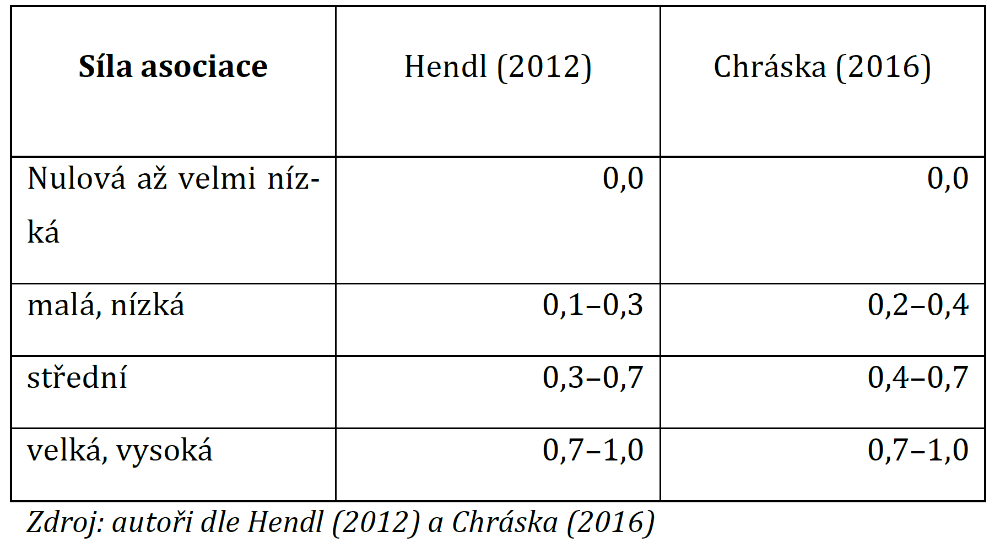 Síla asociace Hendl (2012) Chráska (2016)
Nulová až velmi níz- 0,0 0,0
ká
malá, nízká 0,1–0,3 0,2–0,4
střední 0,3–0,7 0,4–0,7
velká, vysoká 0,7–1,0 0,7–1,0
Zdroj: autoři dle Hendl (2012) a Chráska (2016)